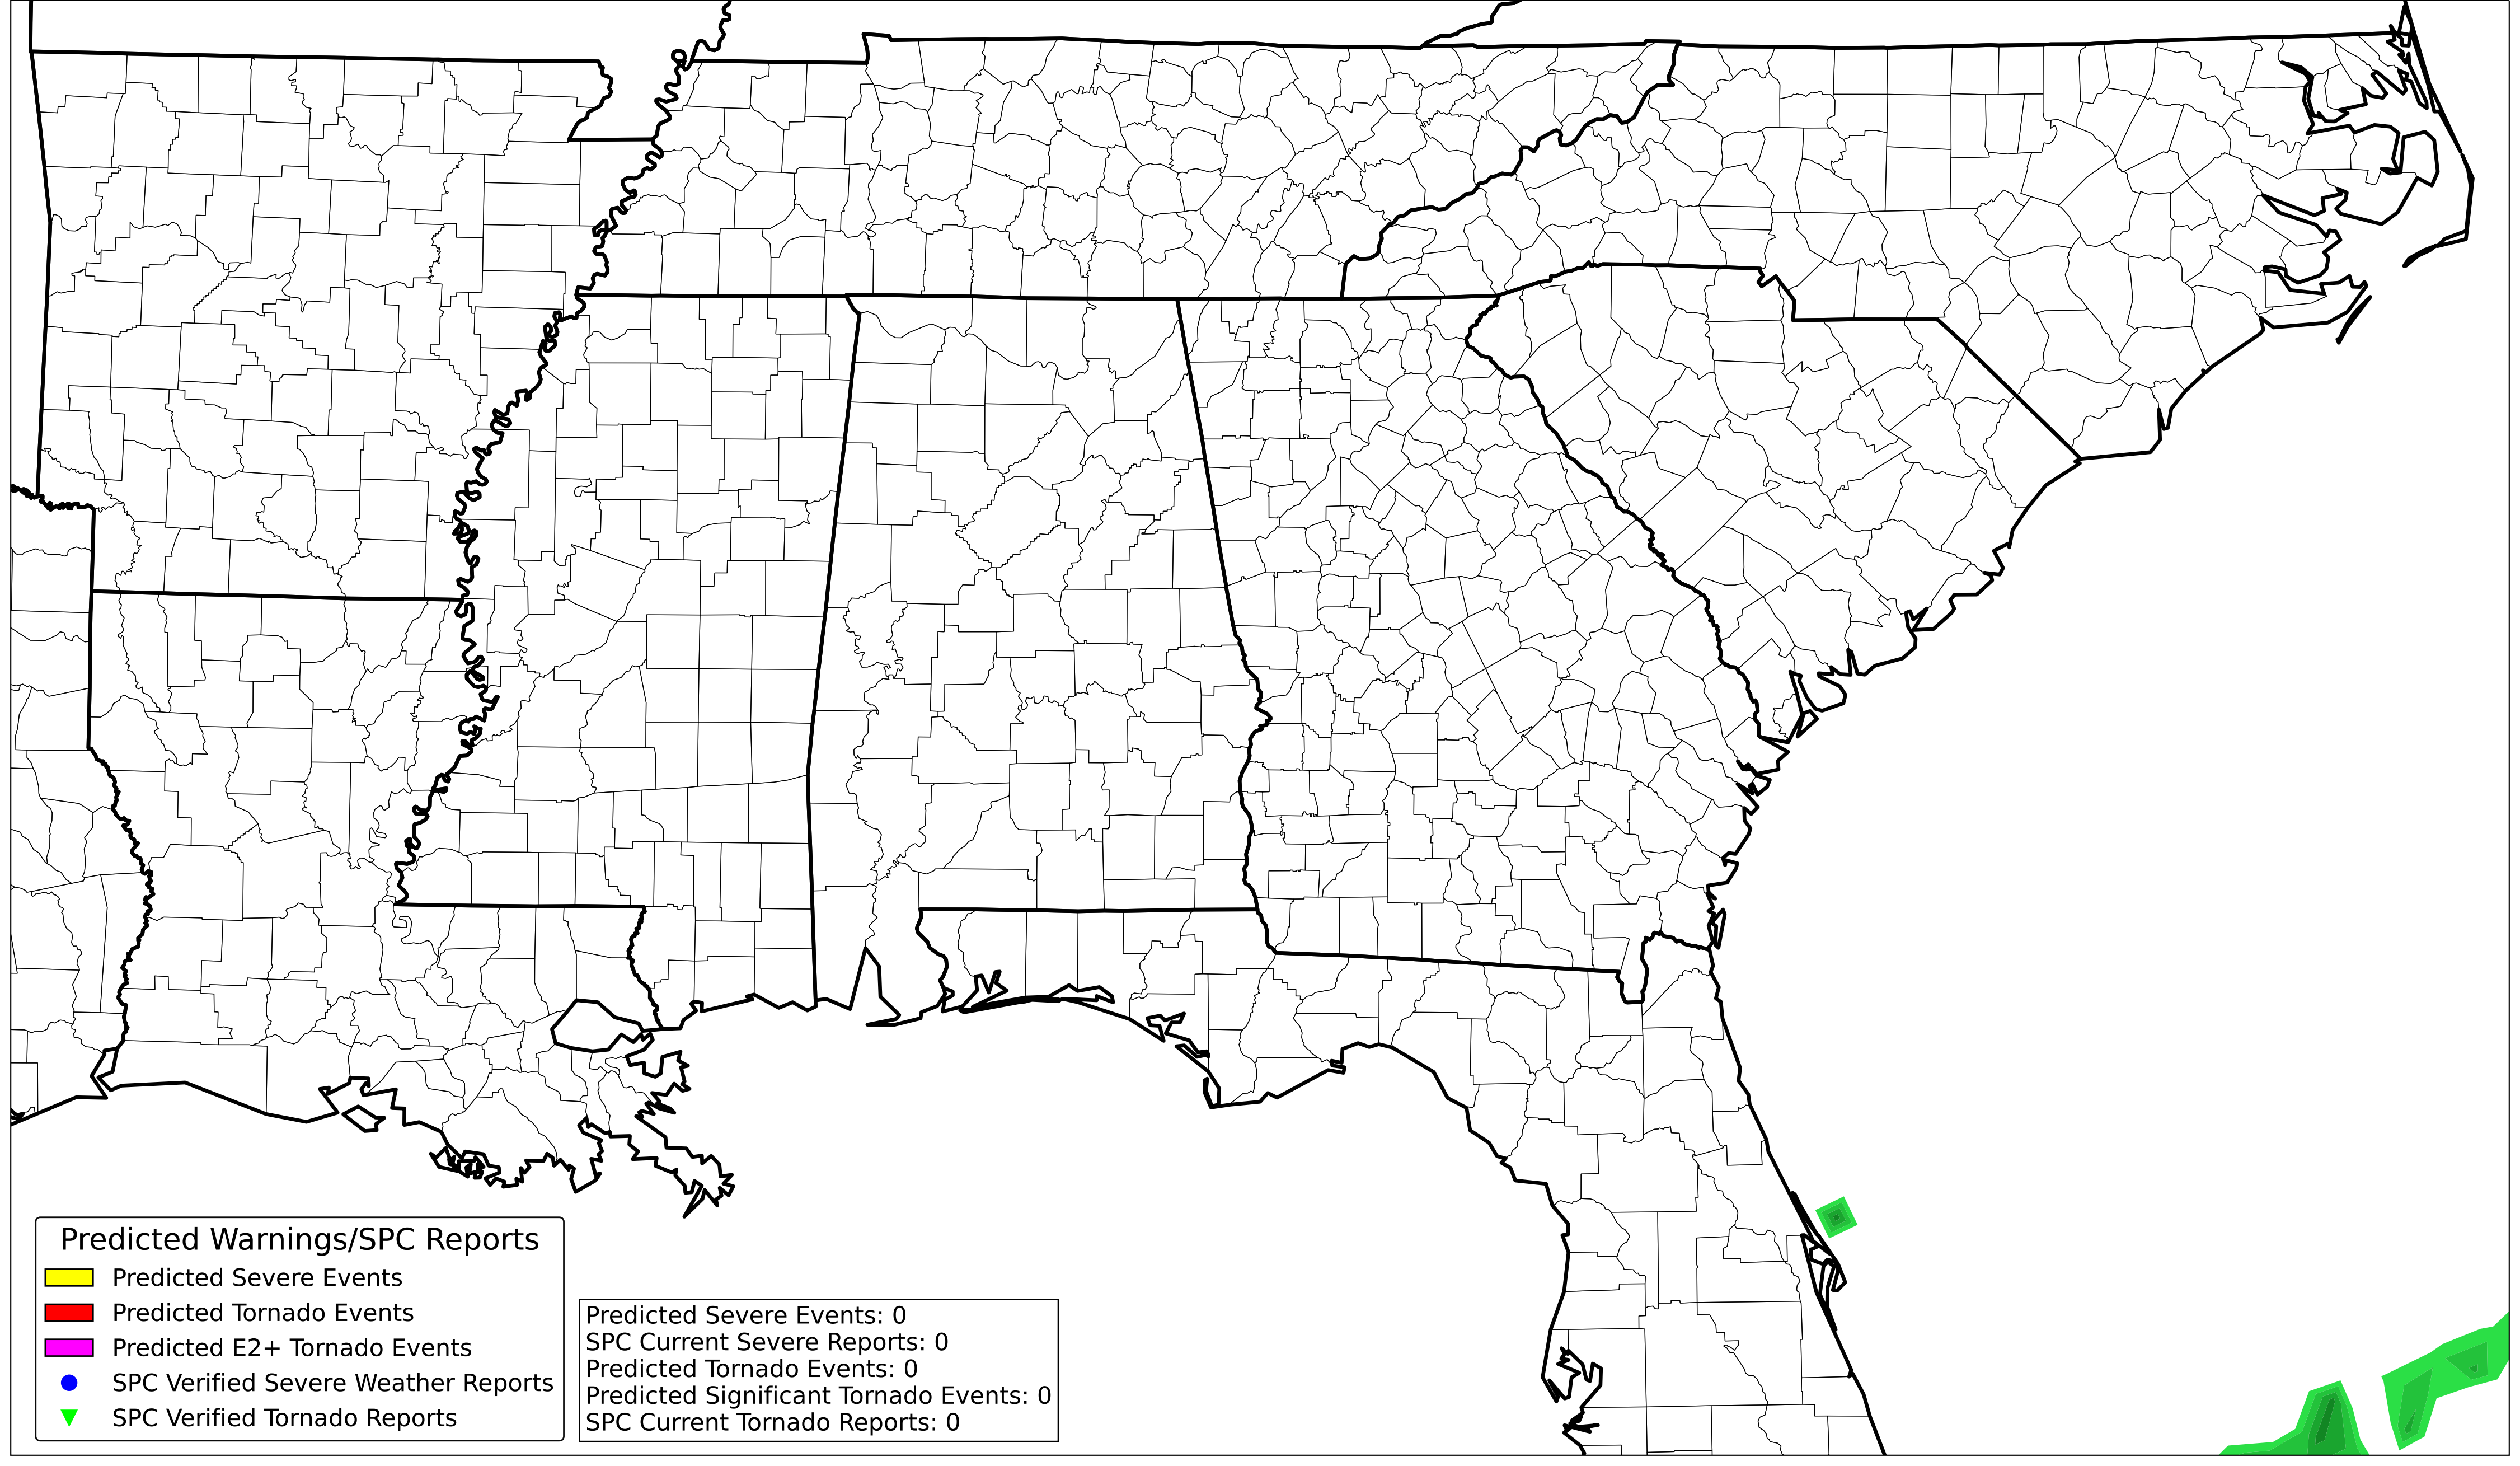 Predicted Warnings/SPC Reports
Predicted Severe Events
Predicted Tornado Events
Predicted E2+ Tornado Events
SPC Verified Severe Weather Reports
SPC Verified Tornado Reports
Predicted Severe Events: 0
SPC Current Severe Reports: 0
Predicted Tornado Events: 0
Predicted Significant Tornado Events: 0
SPC Current Tornado Reports: 0